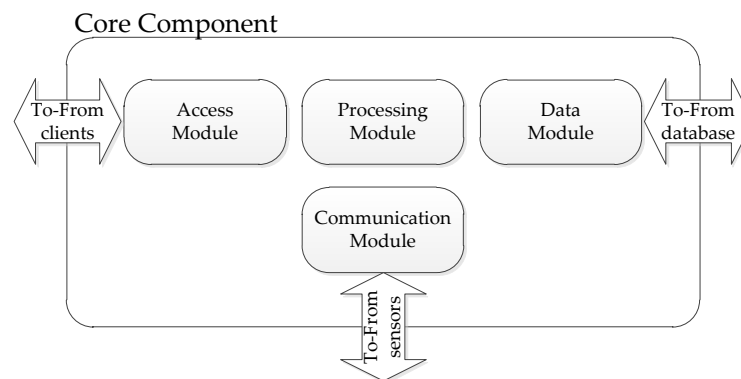 Core Component
To-From
clients
Access
Module
Processing
Module
Data
Module
To-From
database
Communication
Module
To-From
sensors